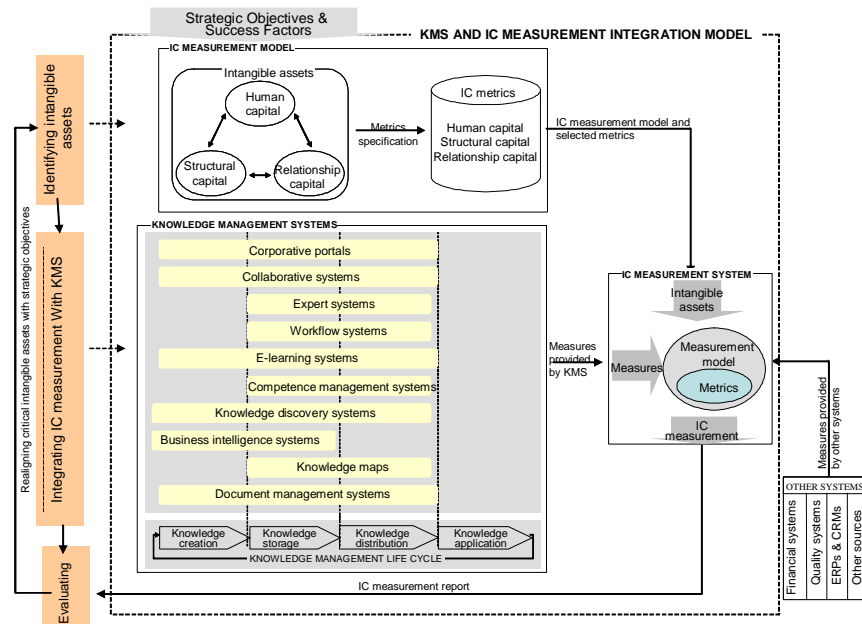 Strategic Objectives &
Success Factors
KMS AND IC MEASUREMENT INTEGRATION MODEL
IC MEASUREMENT MODEL
Intangible assets
Human
capital
Structural
capital
Relationship
capital
Metrics
specification
IC metrics
Human capital
Structural capital
Relationship capital
IC measurement model and
selected metrics
Identifying intangible
assets
Integrating IC measurement With KMS
Evaluating
Realigning critical intangible assets with strategic objectives
KNOWLEDGE MANAGEMENT SYSTEMS
Corporative portals
Collaborative systems
Expert systems
Workflow systems
E-learning systems
Competence management systems
Knowledge discovery systems
Business intelligence systems
Knowledge maps
Document management systems
Knowledge
creation
Knowledge
storage
Knowledge
distribution
Knowledge
application
KNOWLEDGE MANAGEMENT LIFE CYCLE
Measures
provided
by KMS
IC MEASUREMENT SYSTEM
Intangible
assets
Measures
Measurement
model
Metrics
IC
measurement
Measures provided
by other systems
OTHER SYSTEMS
Financial systems
Quality systems
ERPs & CRMs
Other sources
IC measurement report